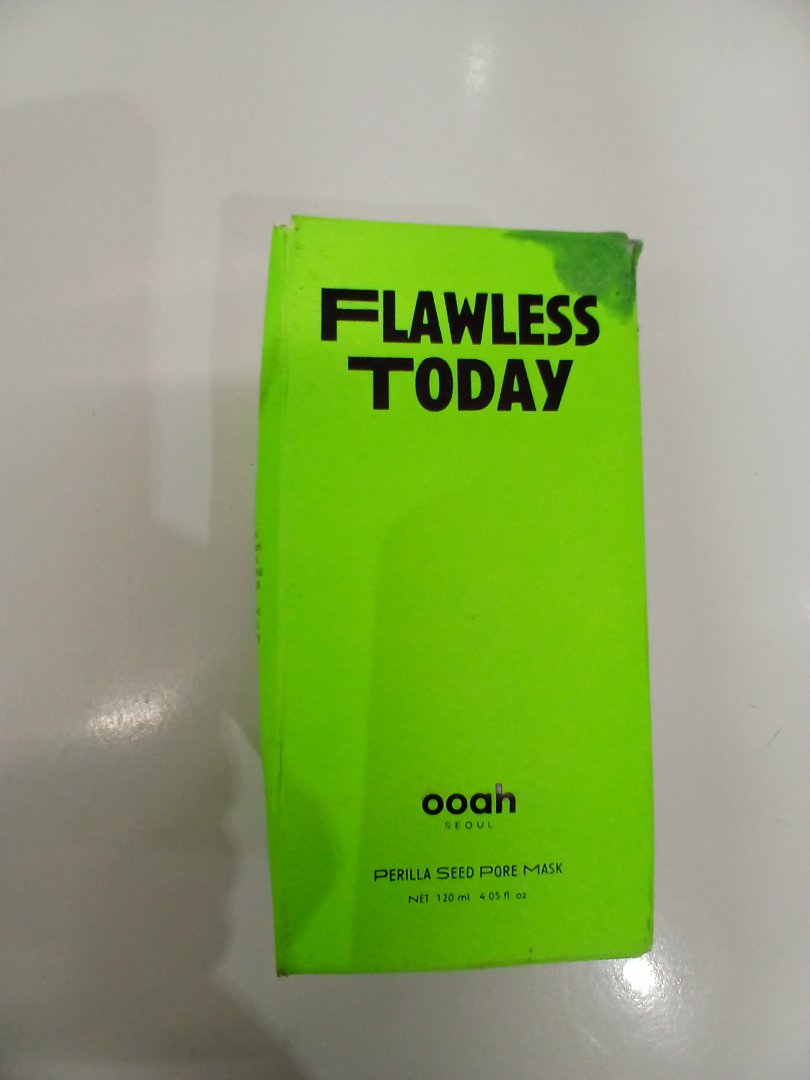 FLAWLESS
TODAY
ooah
SEOUL
PERILLA SEED PORE MASK
NET 120 ml 4.05 fl. oz.